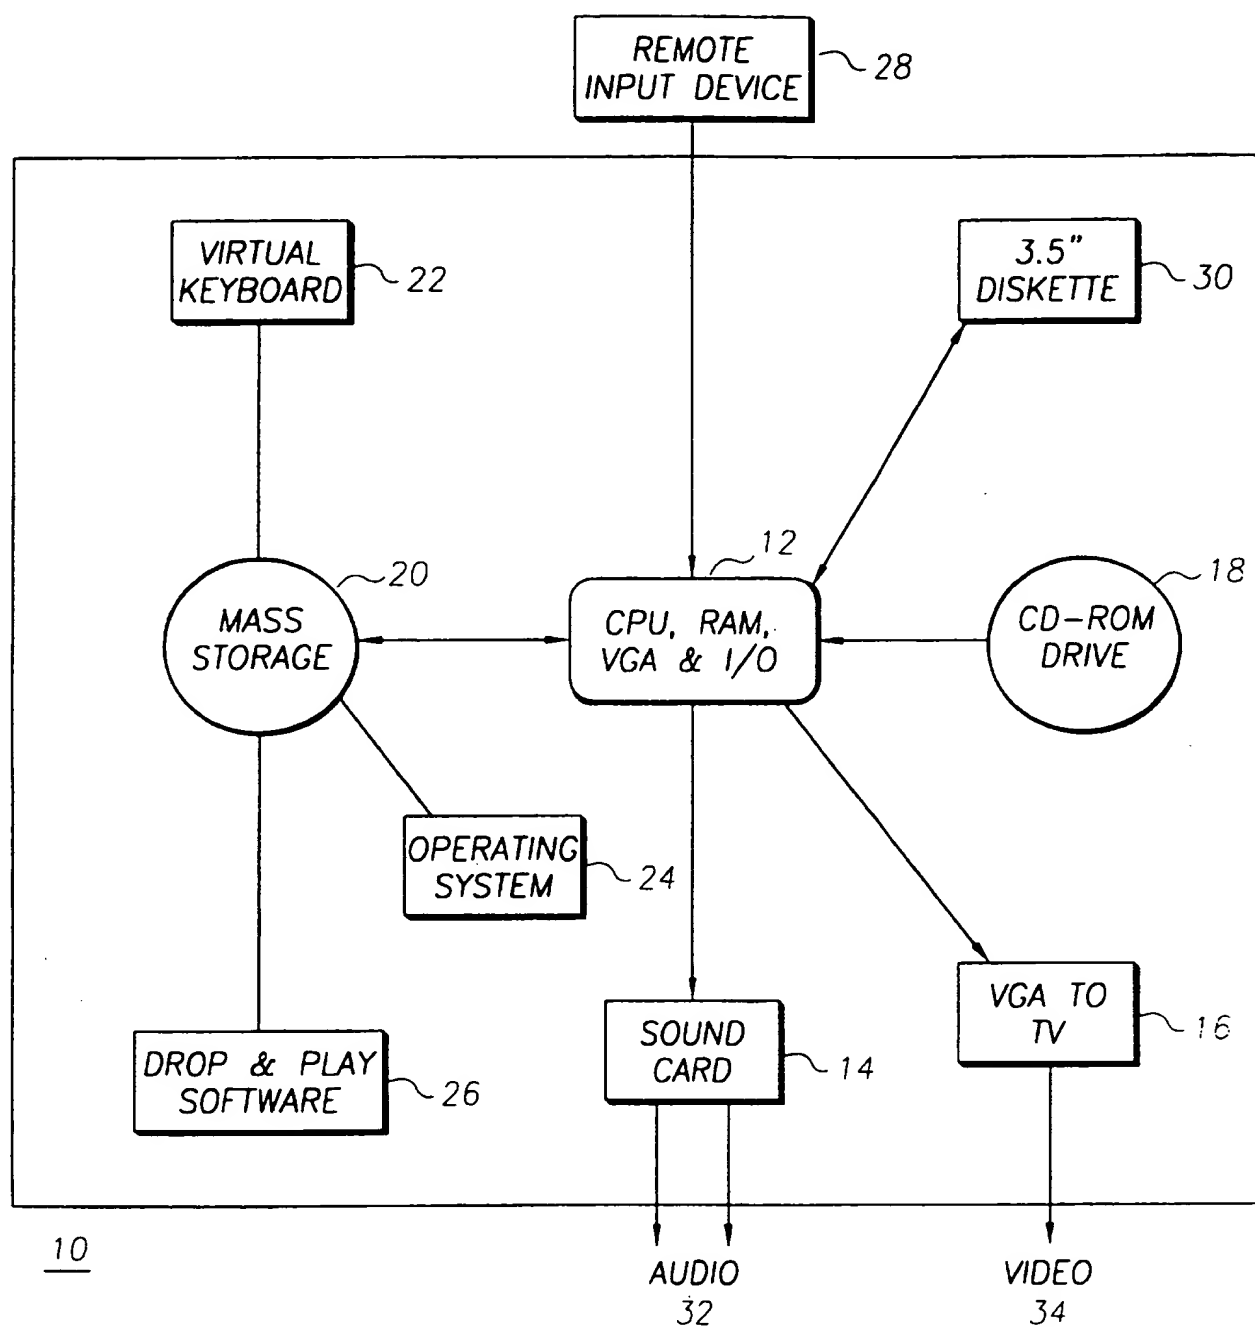 REMOTE
INPUT DEVICE
28
VIRTUAL
KEYBOARD
22
3.5"
DISKETTE
30
12
20
18
MASS
STORAGE
CPU, RAM,
VGA & I/O
CD-ROM
DRIVE
OPERATING
SYSTEM
24
VGA TO
TV
16
SOUND
CARD
14
DROP & PLAY
SOFTWARE
26
10
AUDIO
32
VIDEO
34